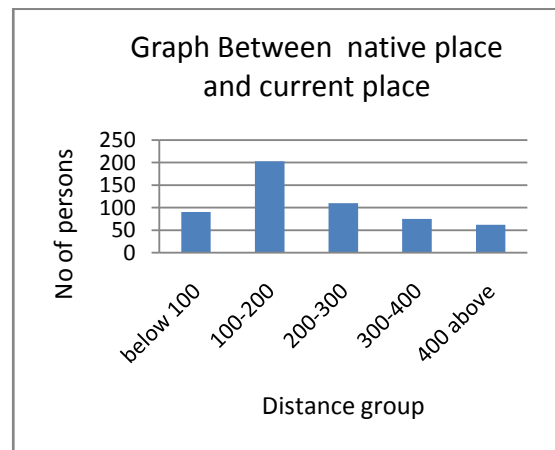 Graph Between native place
and current place
No of persons
250
200
150
100
50
0
below 100
100-200
200-300
300-400
400 above
Distance group